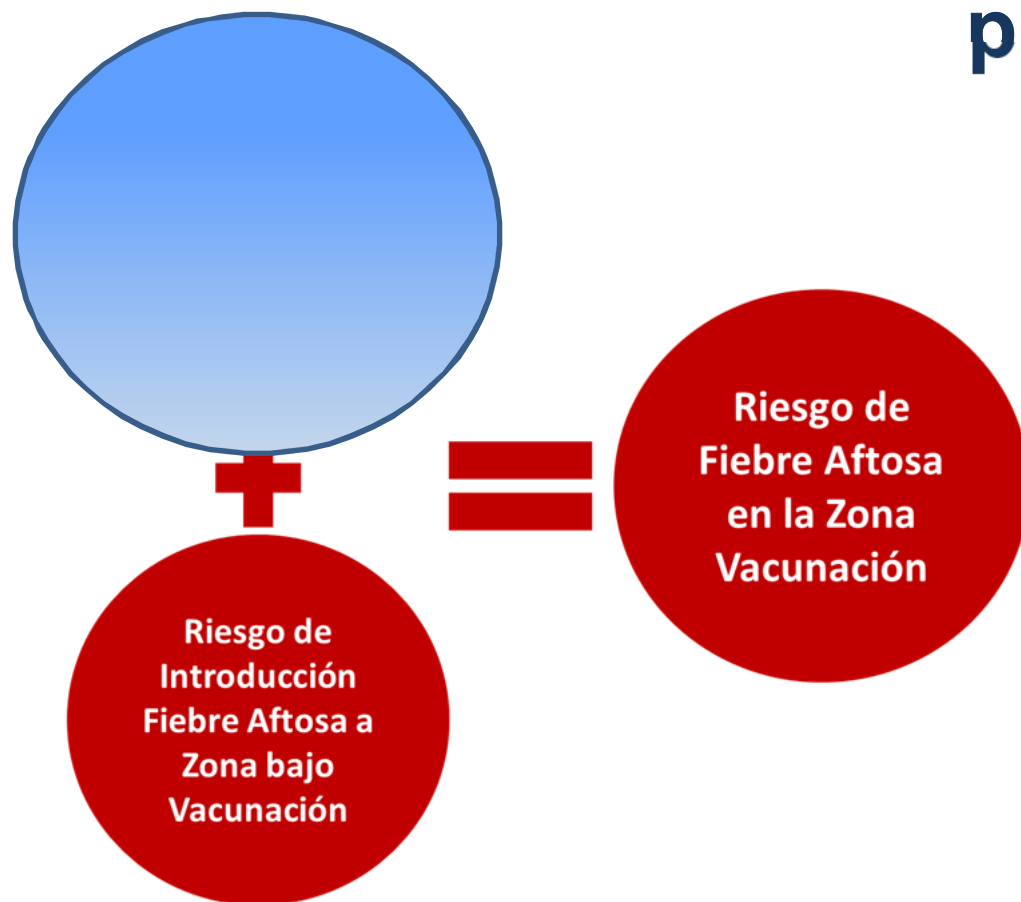 p
Riesgo de
Fiebre Aftosa
en la Zona
Vacunación
Riesgo de
Introducción
Fiebre Aftosa a
Zona bajo
Vacunación